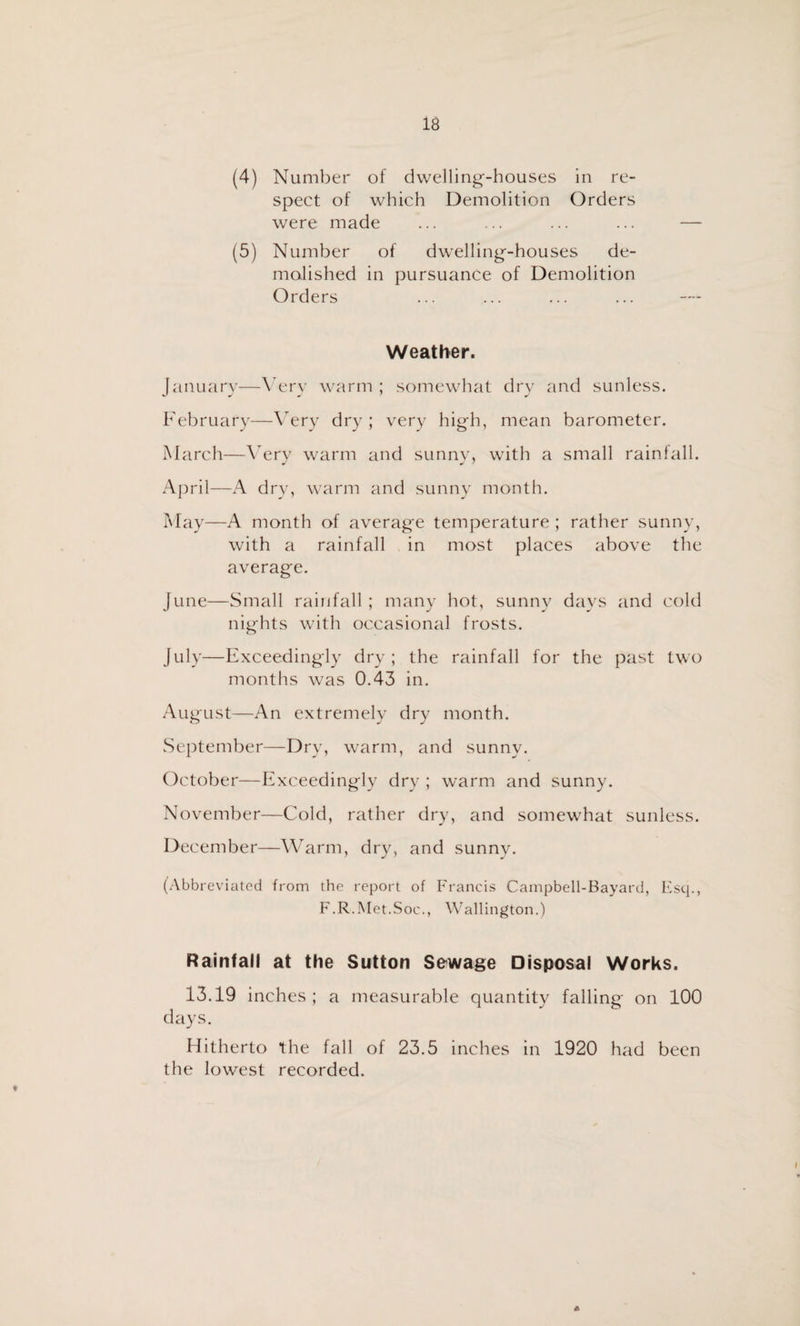 18
(4) Number of dwelling-houses in re-
spect of which Demolition Orders
were made ... ... ... ... —
(5) Number of dwelling-houses de-
molished in pursuance of Demolition
Orders ... ... ... ... —
Weather.
January—Very warm ; somewhat dry and sunless.
February—Very dry ; very high, mean barometer.
March—Very warm and sunny, with a small rainfall.
April—A dry, warm and sunny month.
May—A month of average temperature ; rather sunny,
with a rainfall in most places above the
average.
June—Small rainfall ; many hot, sunny days and cold
nights with occasional frosts.
July—Exceedingly dry ; the rainfall for the past two
months was 0.43 in.
August—An extremely dry month.
September—Dry, warm, and sunny.
October—Exceedingly dry ; warm and sunny.
November—Cold, rather dry, and somewhat sunless.
December—Warm, dry, and sunny.
(Abbreviated from the report of Francis Campbell-Bayard, Esq.,
F.R.Met.Soc., Wallington.)
Rainfall at the Sutton Sewage Disposal Works.
13.19 inches ; a measurable quantity falling on 100
days.
Hitherto the fall of 23.5 inches in 1920 had been
the lowest recorded.